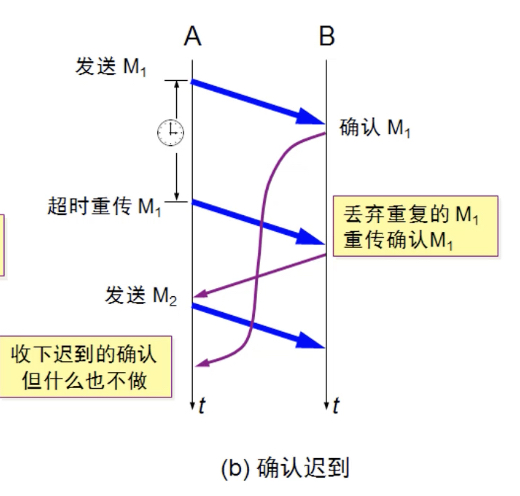 A
B
发送 M₁
确认 M₁
超时重传 M₁
丢弃重复的 M₁
重传确认M₁
发送 M₂
收下迟到的确认
但什么也不做
t
t
(b) 确认迟到